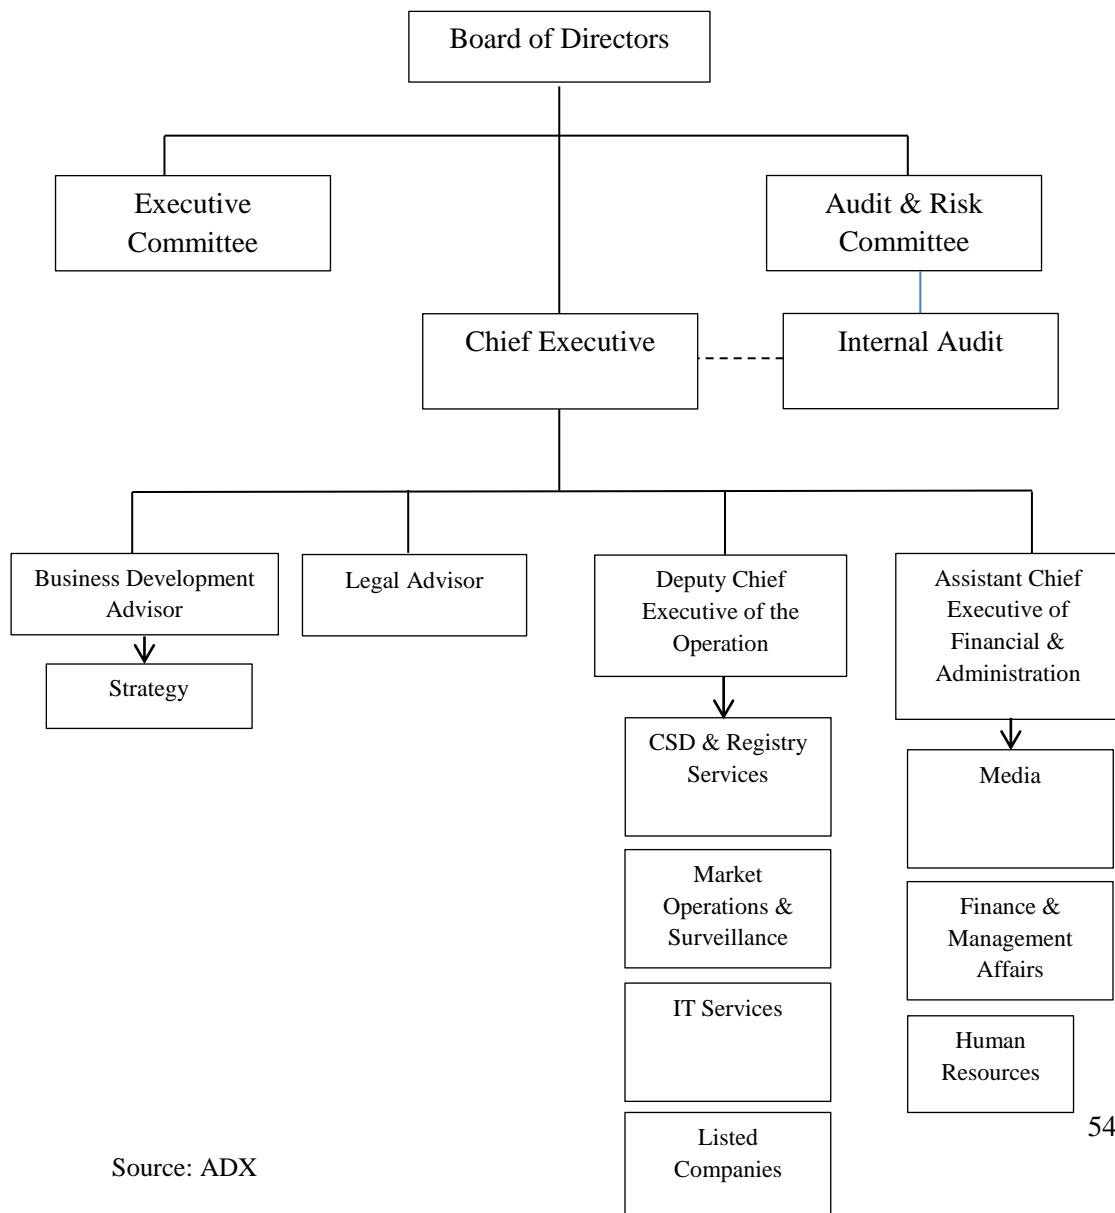 Board of Directors
Executive
Committee
Audit & Risk
Committee
Chief Executive
Internal Audit
Business Development
Advisor
Legal Advisor
Deputy Chief
Executive of the
Operation
Assistant Chief
Executive of
Financial &
Administration
Strategy
CSD & Registry
Services
Media
Market
Operations &
Surveillance
Finance &
Management
Affairs
IT Services
Human
Resources
Listed
Companies
54
Source: ADX